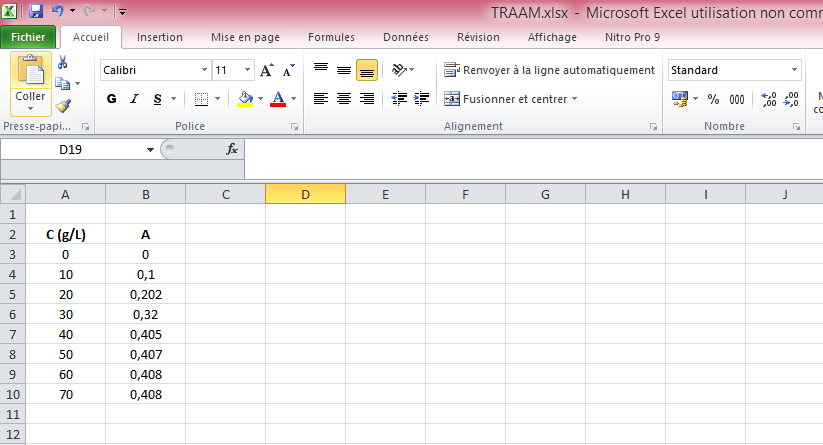 TRAAM.xlsx - Microsoft Excel utilisation non comm
Fichier Accueil Insertion Mise en page Formules Données Révision Affichage Nitro Pro 9
Coller Calibri 11 A A Renvoyer à la ligne automatiquement Standard
G I S A Fusionner et centrer % 000 ,00 ,0
Presse-papi... Police Alignement Nombre
D19 fx
A B C D E F G H I J
1
2 C (g/L) A
3 0 0
4 10 0,1
5 20 0,202
6 30 0,32
7 40 0,405
8 50 0,407
9 60 0,408
10 70 0,408
11
12